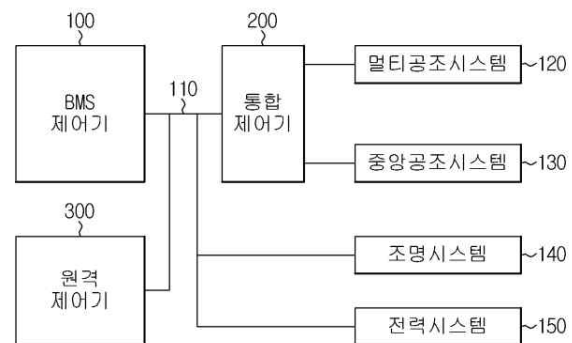 100
BMS
제어기
110
200
통합
제어기
멀티공조시스템
120
중앙공조시스템
130
300
원격
제어기
조명시스템
140
전력시스템
150